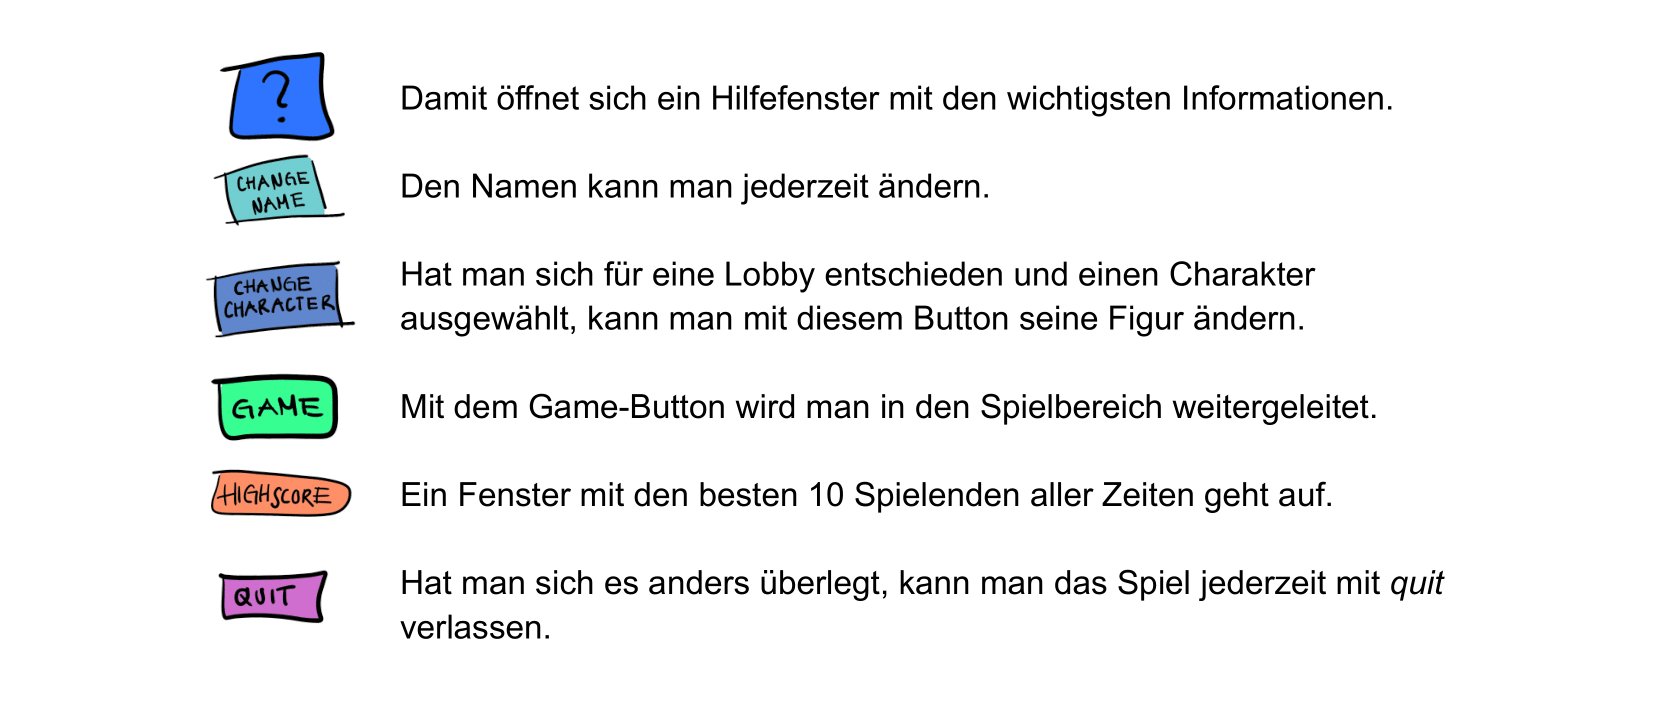 ?
Damit öffnet sich ein Hilfefenster mit den wichtigsten Informationen.
CHANGE
NAME
Den Namen kann man jederzeit ändern.
CHANGE
CHARACTER
Hat man sich für eine Lobby entschieden und einen Charakter
ausgewählt, kann man mit diesem Button seine Figur ändern.
GAME
Mit dem Game-Button wird man in den Spielbereich weitergeleitet.
HIGHSCORE
Ein Fenster mit den besten 10 Spielenden aller Zeiten geht auf.
QUIT
Hat man sich es anders überlegt, kann man das Spiel jederzeit mit quit
verlassen.